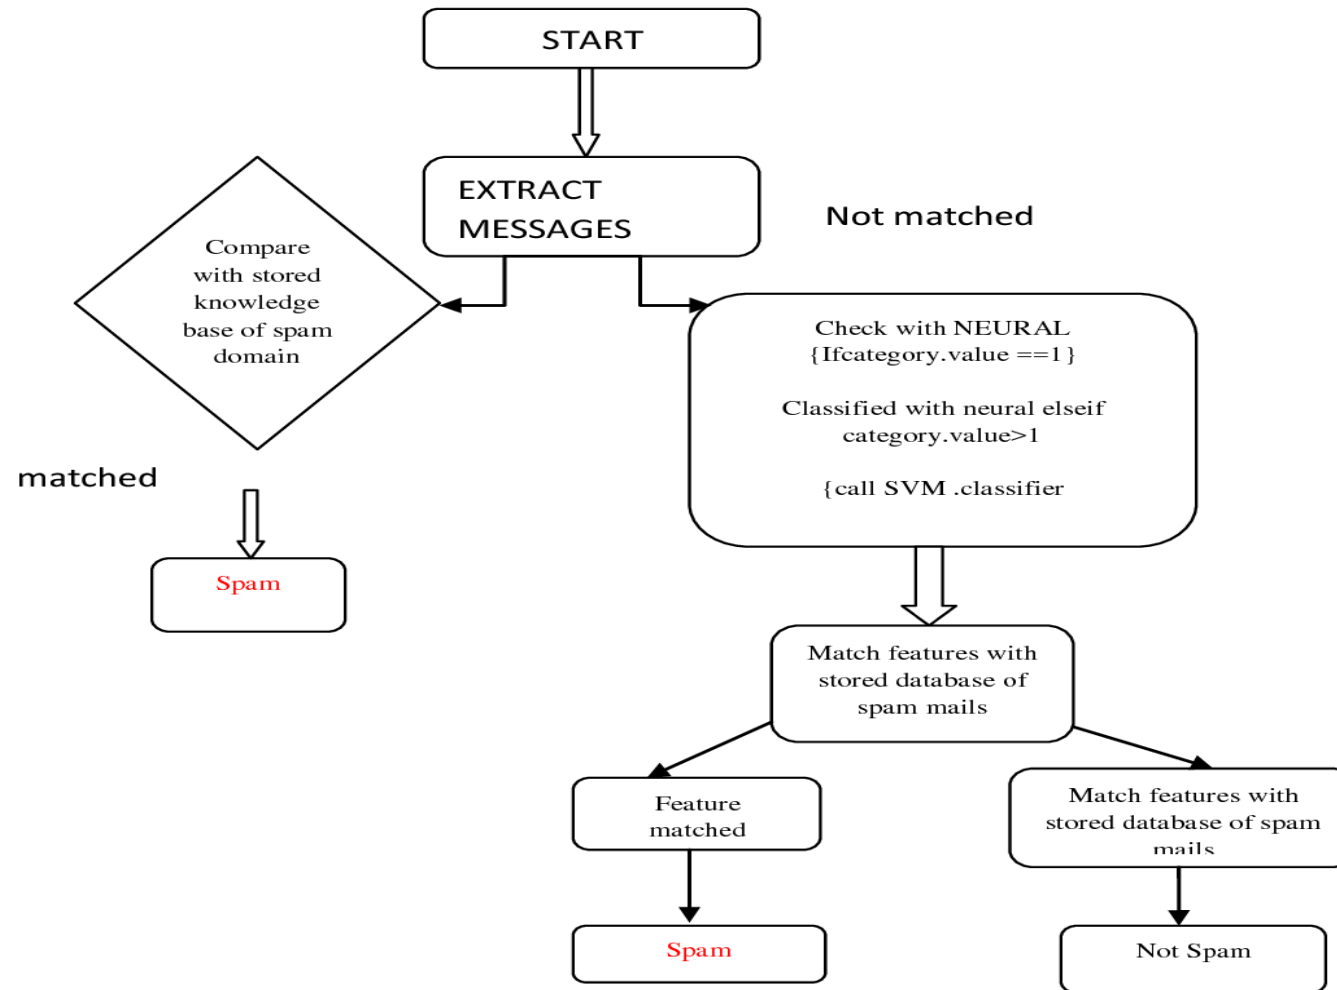 START
EXTRACT
MESSAGES
Not matched
Compare
with stored
knowledge
base of spam
domain
Check with NEURAL
{Ifcategory.value ==1}
Classified with neural elseif
category.value>1
{call SVM .classifier
matched
Spam
Match features with
stored database of
spam mails
Feature
matched
Match features with
stored database of spam
mails
Spam
Not Spam